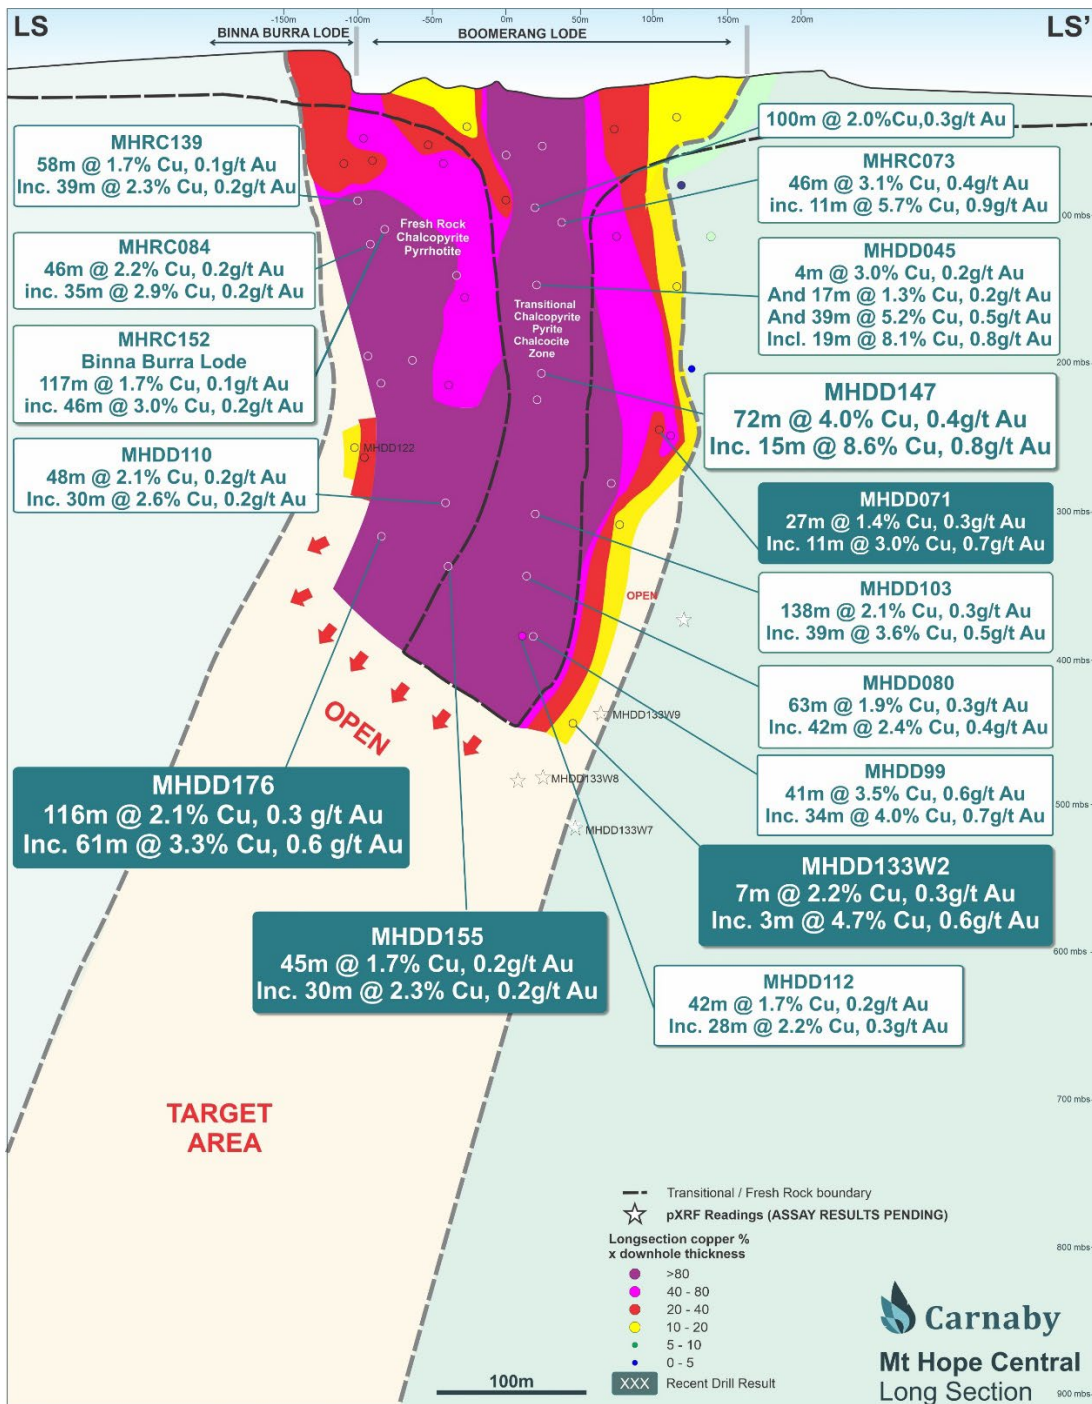 LS
LS'
-150m
-100m
-50m
0m
50m
100m
200m
BINNA BURRA LODE
BOOMERANG LODE
MHRC139
58m @ 1.7% Cu, 0.1g/t Au
Inc. 39m @ 2.3% Cu, 0.2g/t Au
MHRC084
46m @ 2.2% Cu, 0.2g/t Au
inc. 35m @ 2.9% Cu, 0.2g/t Au
MHRC152
Binna Burra Lode
117m @ 1.7% Cu, 0.1g/t Au
inc. 46m @ 3.0% Cu, 0.2g/t Au
MHDD110
48m @ 2.1% Cu, 0.2g/t Au
Inc. 30m @ 2.6% Cu, 0.2g/t Au
Fresh Rock
Chalcopyrite
Pyrrhotite
Transitional
Chalcopyrite
Pyrite
Chalcocite
Zone
MHDD122
100m @ 2.0%Cu,0.3g/t Au
MHRC073
46m @ 3.1% Cu, 0.4g/t Au
inc. 11m @ 5.7% Cu, 0.9g/t Au
MHDD045
4m @ 3.0% Cu, 0.2g/t Au
And 17m @ 1.3% Cu, 0.2g/t Au
And 39m @ 5.2% Cu, 0.5g/t Au
Incl. 19m @ 8.1% Cu, 0.8g/t Au
MHDD147
72m @ 4.0% Cu, 0.4g/t Au
Inc. 15m @ 8.6% Cu, 0.8g/t Au
MHDD071
27m @ 1.4% Cu, 0.3g/t Au
Inc. 11m @ 3.0% Cu, 0.7g/t Au
MHDD103
138m @ 2.1% Cu, 0.3g/t Au
Inc. 39m @ 3.6% Cu, 0.5g/t Au
MHDD080
63m @ 1.9% Cu, 0.3g/t Au
Inc. 42m @ 2.4% Cu, 0.4g/t Au
MHDD99
41m @ 3.5% Cu, 0.6g/t Au
Inc. 34m @ 4.0% Cu, 0.7g/t Au
MHDD133W2
7m @ 2.2% Cu, 0.3g/t Au
Inc. 3m @ 4.7% Cu, 0.6g/t Au
MHDD112
42m @ 1.7% Cu, 0.2g/t Au
Inc. 28m @ 2.2% Cu, 0.3g/t Au
OPEN
OPEN
MHDD133W9
MHDD133W8
MHDD133W7
MHDD176
116m @ 2.1% Cu, 0.3 g/t Au
Inc. 61m @ 3.3% Cu, 0.6 g/t Au
MHDD155
45m @ 1.7% Cu, 0.2g/t Au
Inc. 30m @ 2.3% Cu, 0.2g/t Au
TARGET
AREA
00 mbs
200 mbs
300 mbs
400 mbs
500 mbs
600 mbs
700 mbs
800 mbs
900 mbs
Transitional / Fresh Rock boundary
pXRF Readings (ASSAY RESULTS PENDING)
Longsection copper %
x downhole thickness
>80
40 - 80
20 - 40
10 - 20
5 - 10
0 - 5
XXX Recent Drill Result
100m
Carnaby
Mt Hope Central
Long Section